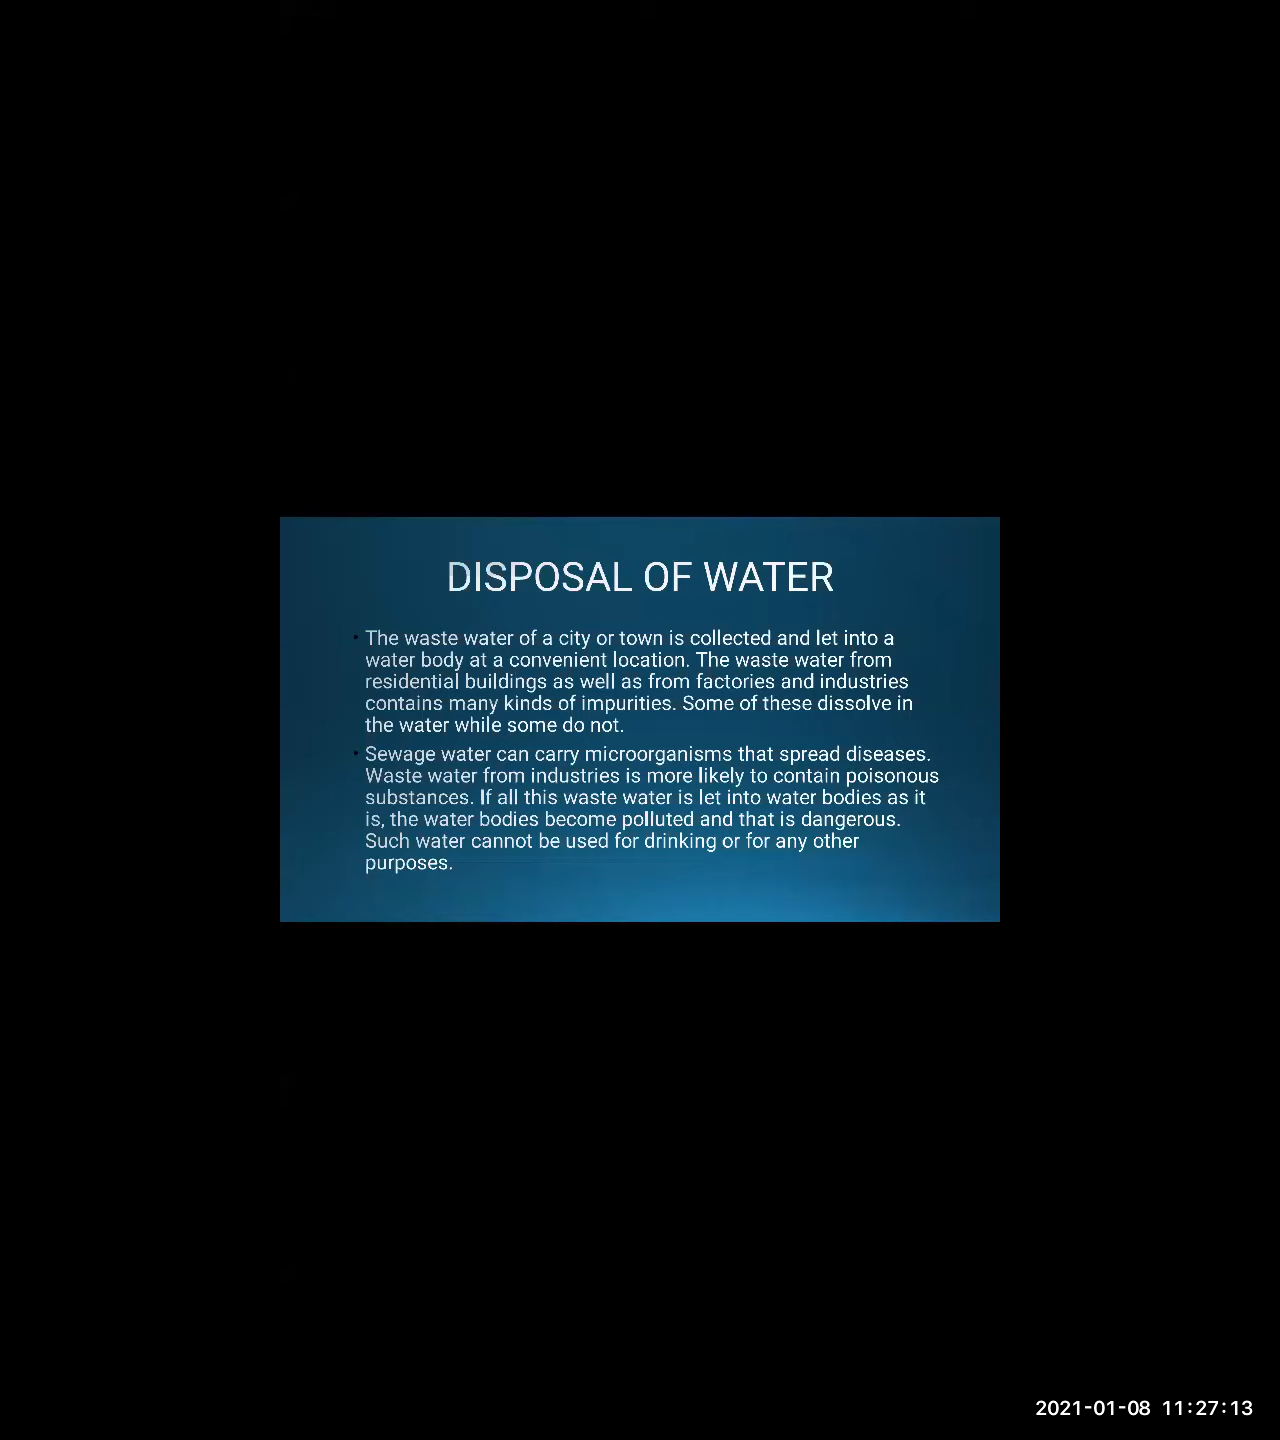 DISPOSAL OF WATER
• The waste water of a city or town is collected and let into a
water body at a convenient location. The waste water from
residential buildings as well as from factories and industries
contains many kinds of impurities. Some of these dissolve in
the water while some do not.
• Sewage water can carry microorganisms that spread diseases.
Waste water from industries is more likely to contain poisonous
substances. If all this waste water is let into water bodies as it
is, the water bodies become polluted and that is dangerous.
Such water cannot be used for drinking or for any other
purposes.
2021-01-08 11:27:13